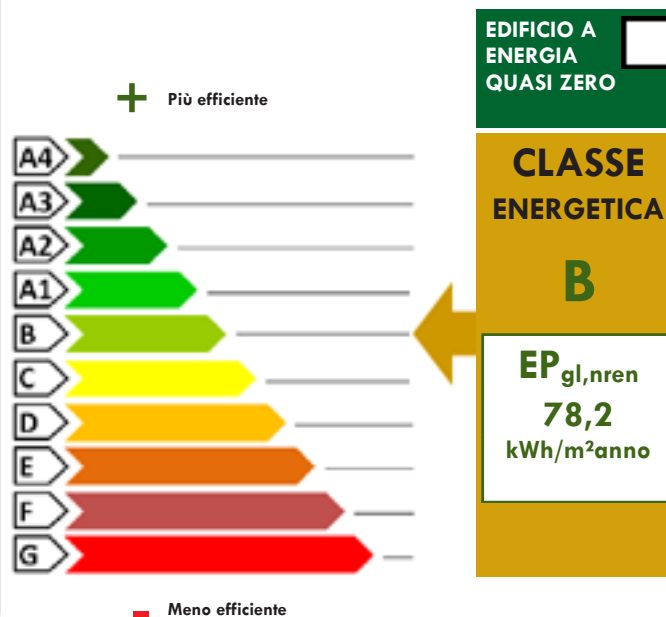 EDIFICIO A
ENERGIA
QUASI ZERO
+ Più efficiente
A4
A3
A2
A1
B
C
D
E
F
G
- Meno efficiente
CLASSE
ENERGETICA
B
EPgl,nren
78,2
kWh/m²anno